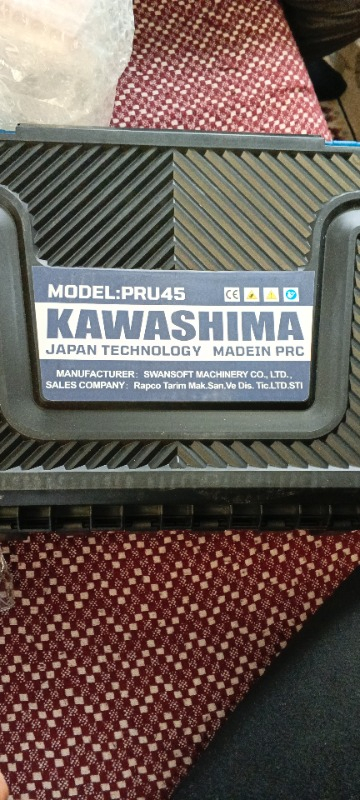 MODEL:PRU45
CE
KAWASHIMA
JAPAN TECHNOLOGY MADEIN PRC
MANUFACTURER: SWANSOFT MACHINERY CO., LTD.,
SALES COMPANY: Rapco Tarim Mak.San.Ve Dis. Tic.LTD.STI